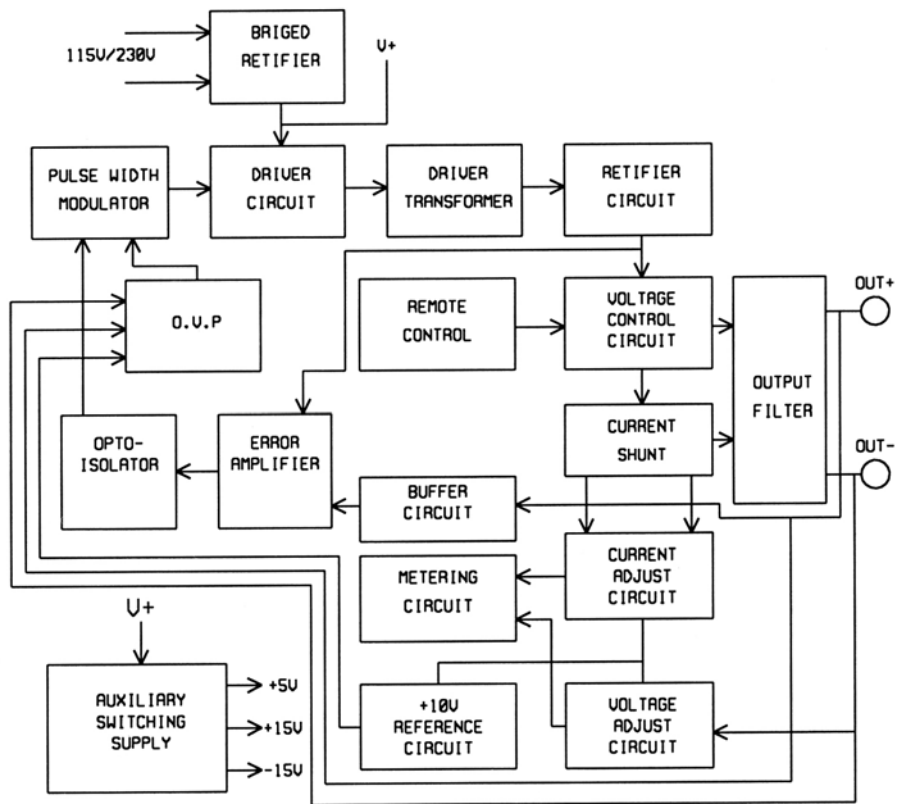 115V/230V
BRIGED
RETIFIER
V+
PULSE WIDTH
MODULATOR
DRIVER
CIRCUIT
DRIVER
TRANSFORMER
RETIFIER
CIRCUIT
O.V.P
REMOTE
CONTROL
VOLTAGE
CONTROL
CIRCUIT
OUTPUT
FILTER
OUT+
OUT-
OPTO-
ISOLATOR
ERROR
AMPLIFIER
CURRENT
SHUNT
BUFFER
CIRCUIT
METERING
CIRCUIT
CURRENT
ADJUST
CIRCUIT
V+
AUXILIARY
SWITCHING
SUPPLY
+5V
+15V
-15V
+10V
REFERENCE
CIRCUIT
VOLTAGE
ADJUST
CIRCUIT